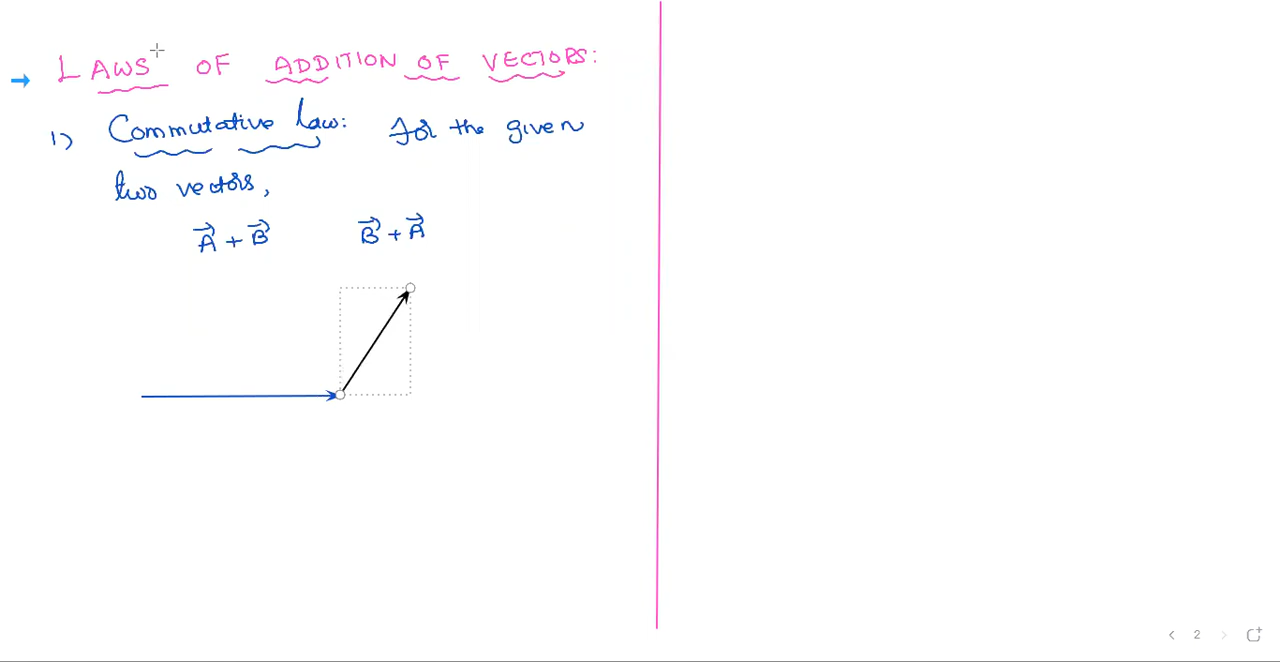 → LAWS OF ADDITION OF VECTORS:
1) Commutative law: for the given
two vectors,
A⃗ + B⃗ B⃗ + A⃗
2